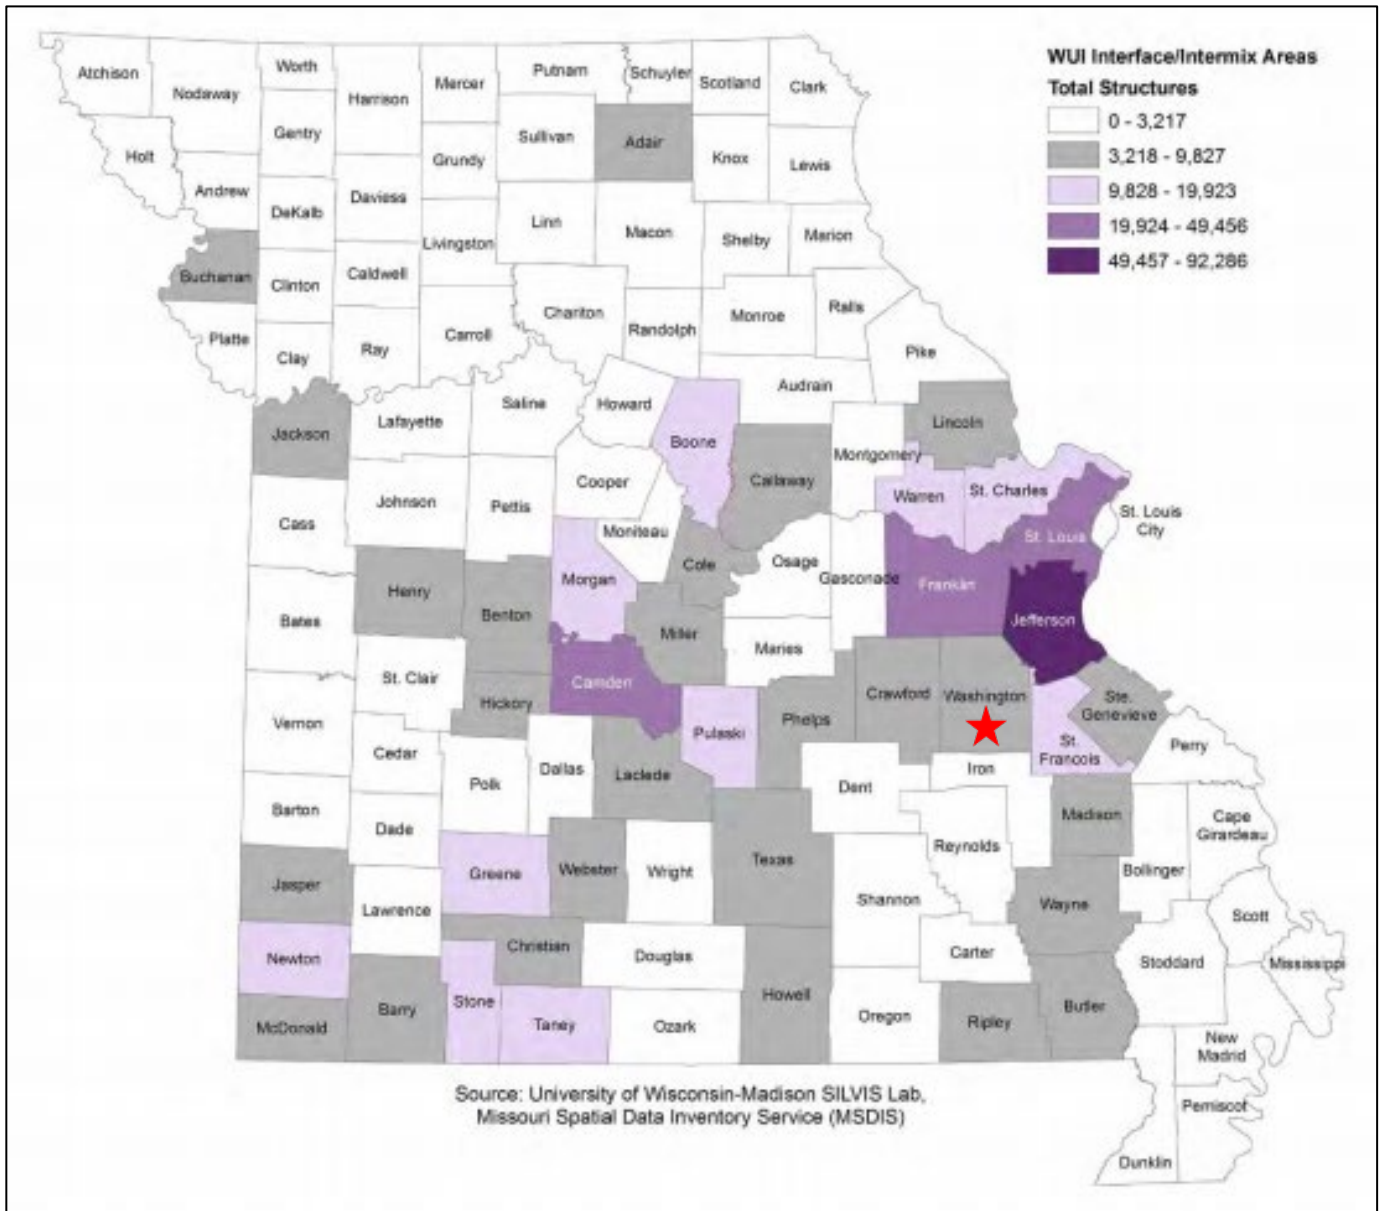 WUI Interface/Intermix Areas
Total Structures
0 - 3,217
3,218 - 9,827
9,828 - 19,923
19,924 - 49,456
49,457 - 92,286
Atchison
Nodaway
Worth
Harrison
Mercer
Putnam
Schuyler
Scotland
Clark
Gentry
Holt
Andrew
DeKalb
Daviess
Grundy
Sullivan
Adair
Knox
Lewis
Livingston
Linn
Macon
Shelby
Marion
Buchanan
Clinton
Caldwell
Platte
Clay
Ray
Carroll
Chariton
Randolph
Monroe
Ralls
Pike
Audrain
Jackson
Lafayette
Saline
Howard
Boone
Callaway
Montgomery
Lincoln
Warren
St. Charles
St. Louis
City
St. Louis
Cass
Johnson
Pettis
Cooper
Moniteau
Morgan
Cole
Osage
Gasconade
Franklin
Jefferson
Bates
Henry
Benton
Miller
Maries
St. Clair
Hickory
Camden
Pulaski
Phelps
Crawford
Washington
Ste.
Genevieve
St.
Francois
Perry
Vernon
Cedar
Polk
Dallas
Laclede
Dent
Iron
Madison
Cape
Girardeau
Barton
Dade
Greene
Webster
Wright
Texas
Shannon
Reynolds
Bollinger
Wayne
Jasper
Lawrence
Christian
Douglas
Howell
Carter
Stoddard
Scott
Mississippi
Newton
McDonald
Barry
Stone
Taney
Ozark
Oregon
Ripley
Butler
New
Madrid
Pemiscot
Dunklin
Source: University of Wisconsin-Madison SILVIS Lab,
Missouri Spatial Data Inventory Service (MSDIS)